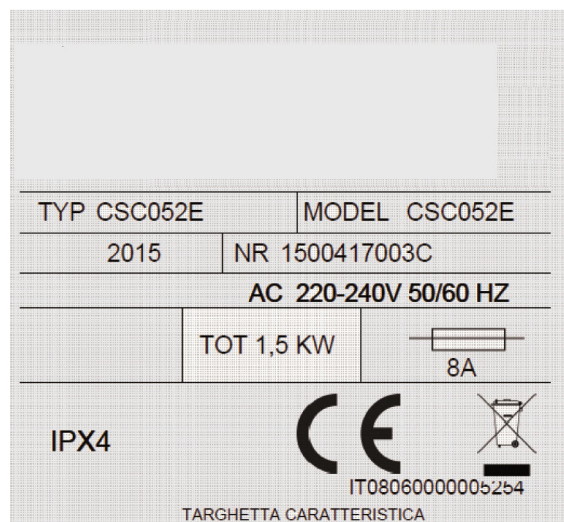 TYP CSC052E MODEL CSC052E
2015 NR 1500417003C
AC 220-240V 50/60 HZ
TOT 1,5 KW
8A
IPX4 CE
IT08060000005254
TARGHETTA CARATTERISTICA